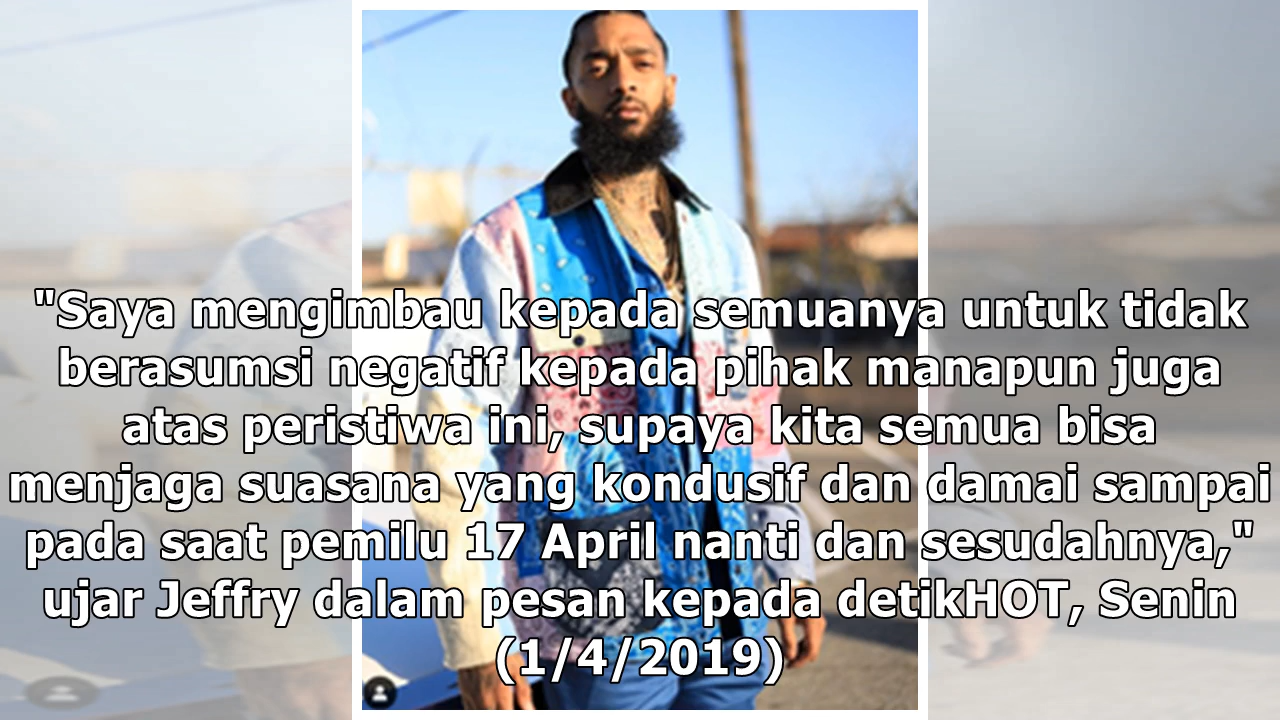 "Saya mengimbau kepada semuanya untuk tidak
berasumsi negatif kepada pihak manapun juga
atas peristiwa ini, supaya kita semua bisa
menjaga suasana yang kondusif dan damai sampai
pada saat pemilu 17 April nanti dan sesudahnya,"
ujar Jeffry dalam pesan kepada detikHOT, Senin
(1/4/2019)